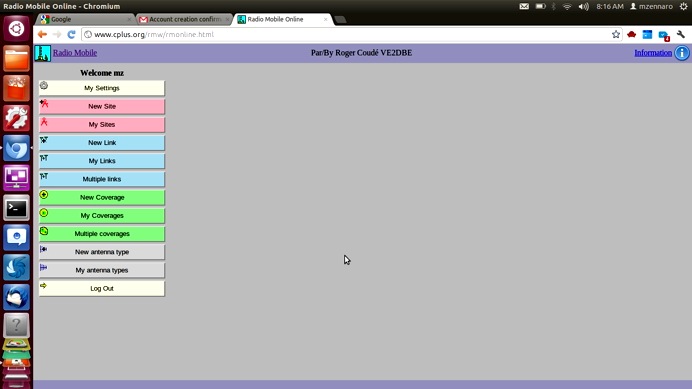 Radio Mobile Online - Chromium
8:16 AM mzennaro
Google
Account creation confirm
Radio Mobile Online
www.cplus.org/rmw/rmonline.html
Radio Mobile
Par/By Roger Coudé VE2DBE
Information
Welcome mz
My Settings
New Site
My Sites
New Link
My Links
Multiple links
New Coverage
My Coverages
Multiple coverages
New antenna type
My antenna types
Log Out